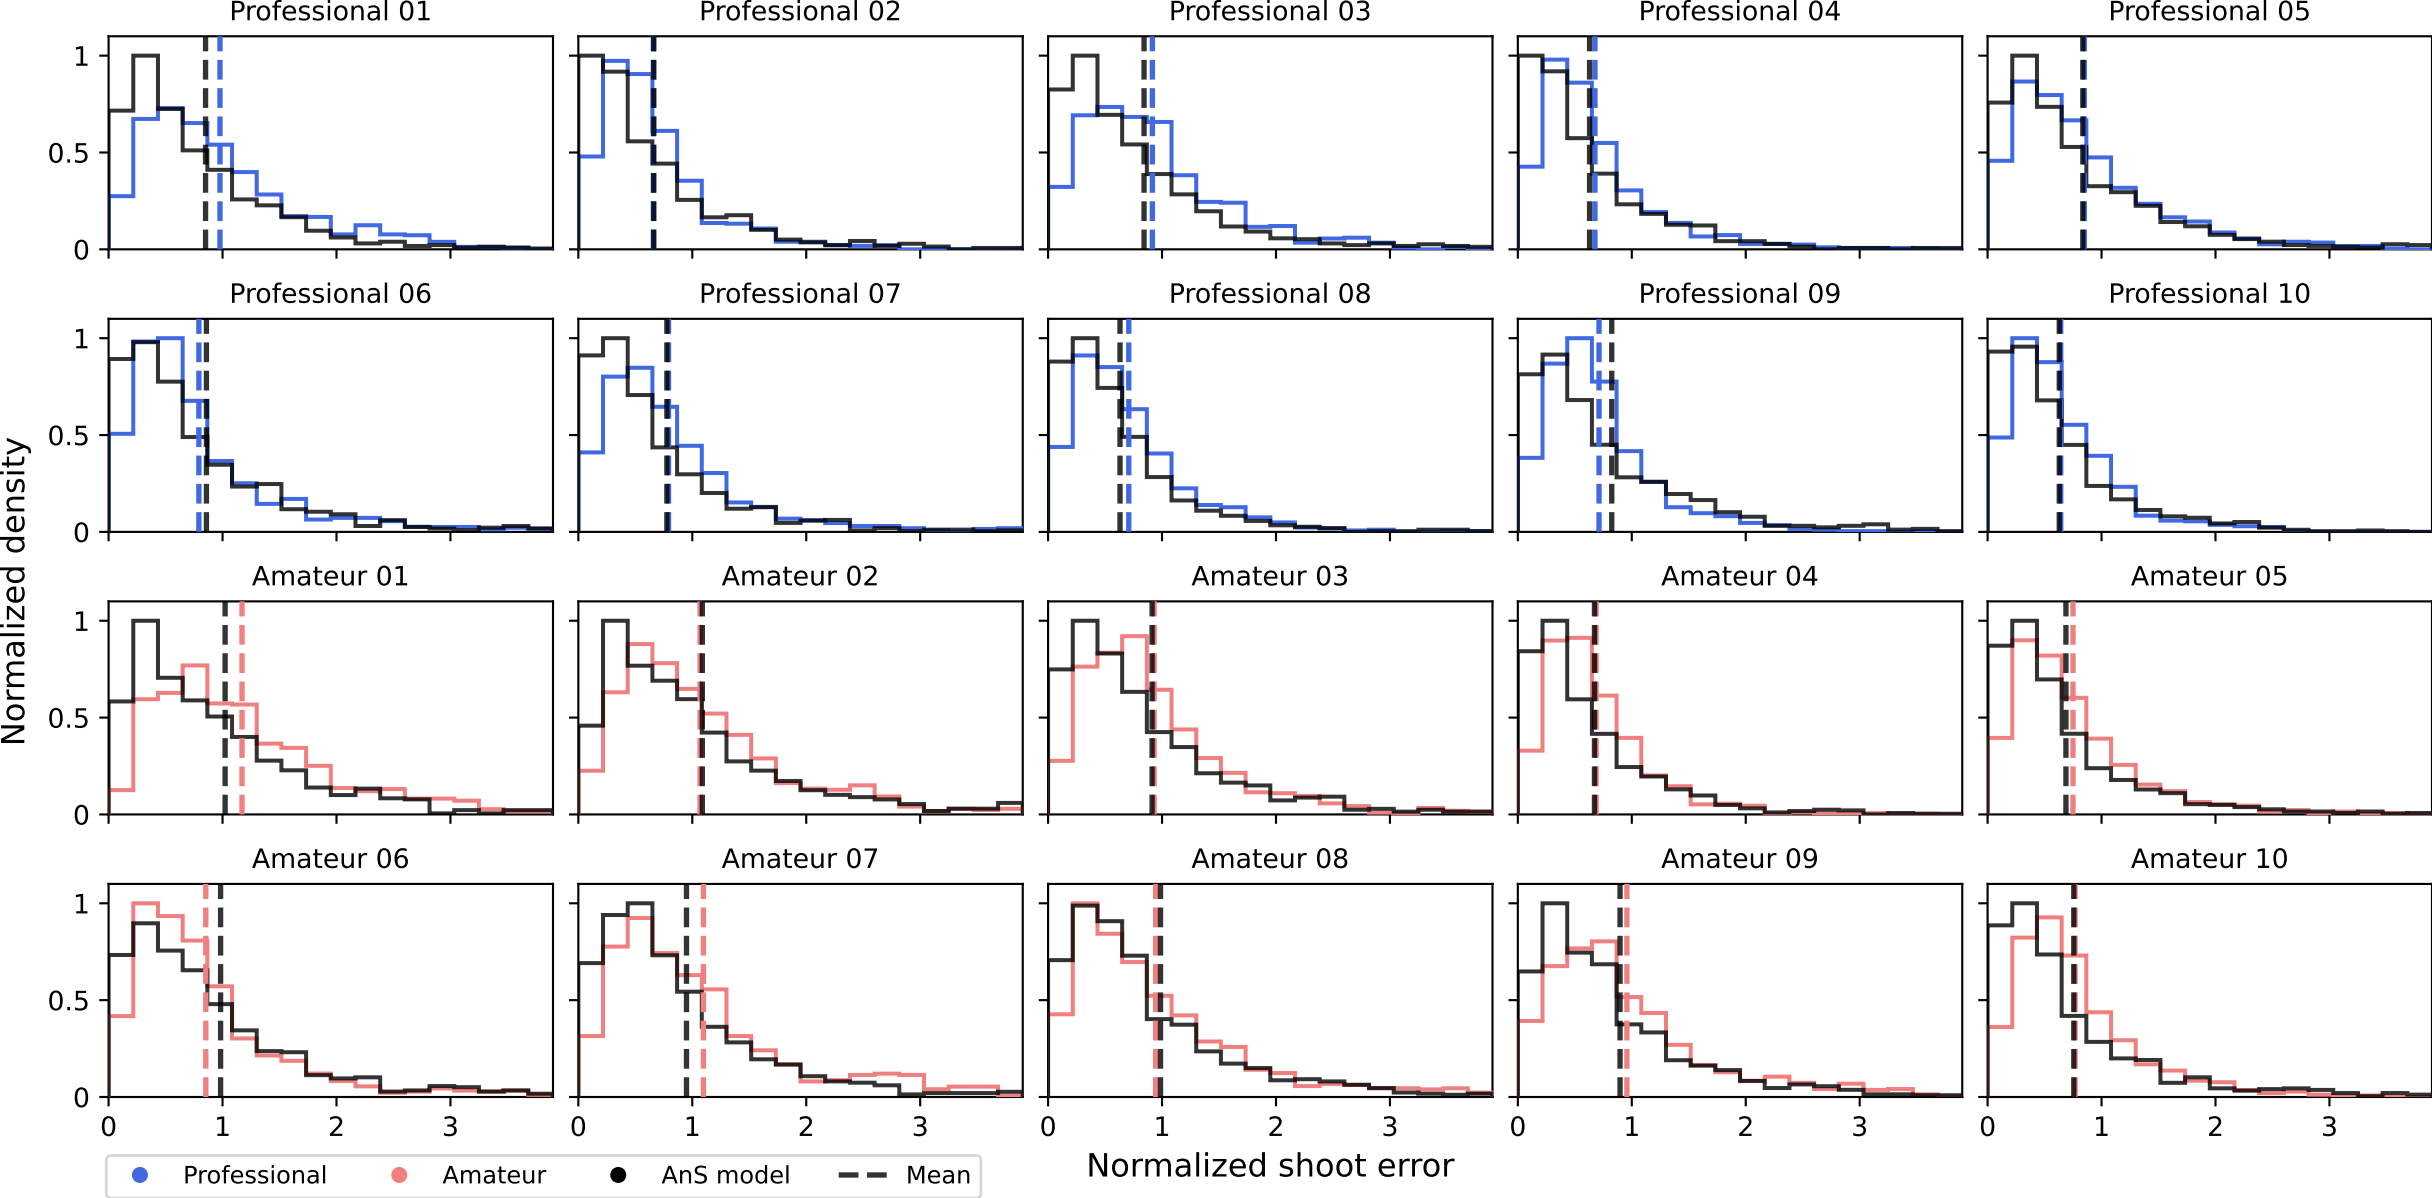 Professional 01 Professional 02 Professional 03 Professional 04 Professional 05
1
0.5
0
Professional 06 Professional 07 Professional 08 Professional 09 Professional 10
1
0.5
0
Normalized density
Amateur 01 Amateur 02 Amateur 03 Amateur 04 Amateur 05
1
0.5
0
Amateur 06 Amateur 07 Amateur 08 Amateur 09 Amateur 10
1
0.5
0
0 1 2 3 0 1 2 3 0 1 2 3 0 1 2 3 0 1 2 3
Normalized shoot error
Professional Amateur AnS model Mean